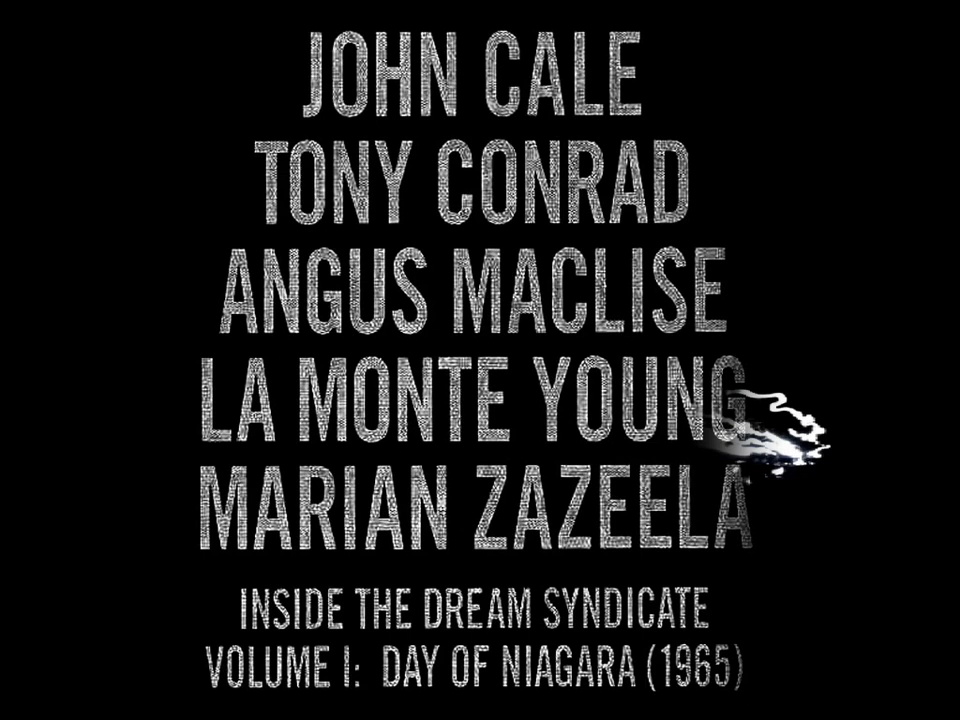 JOHN CALE
TONY CONRAD
ANGUS MACLISE
LA MONTE YOUNG
MARIAN ZAZEELA
INSIDE THE DREAM SYNDICATE
VOLUME I: DAY OF NIAGARA (1965)